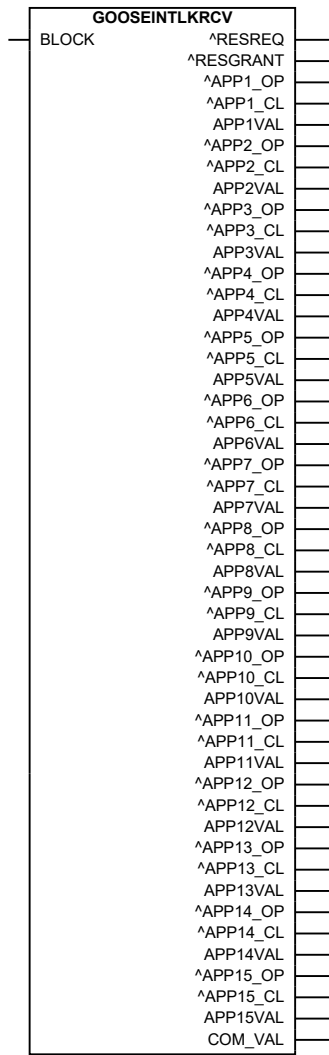 GOOSEINTLKRCV
BLOCK ^RESREQ
^RESGRANT
^APP1_OP
^APP1_CL
APP1VAL
^APP2_OP
^APP2_CL
APP2VAL
^APP3_OP
^APP3_CL
APP3VAL
^APP4_OP
^APP4_CL
APP4VAL
^APP5_OP
^APP5_CL
APP5VAL
^APP6_OP
^APP6_CL
APP6VAL
^APP7_OP
^APP7_CL
APP7VAL
^APP8_OP
^APP8_CL
APP8VAL
^APP9_OP
^APP9_CL
APP9VAL
^APP10_OP
^APP10_CL
APP10VAL
^APP11_OP
^APP11_CL
APP11VAL
^APP12_OP
^APP12_CL
APP12VAL
^APP13_OP
^APP13_CL
APP13VAL
^APP14_OP
^APP14_CL
APP14VAL
^APP15_OP
^APP15_CL
APP15VAL
COM_VAL